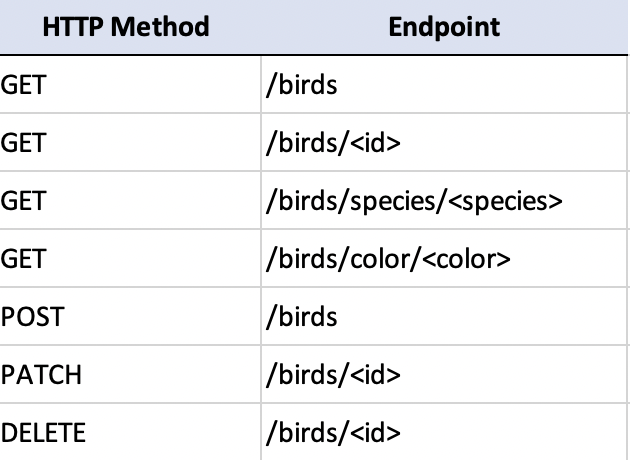 HTTP Method Endpoint
GET /birds
GET /birds/<id>
GET /birds/species/<species>
GET /birds/color/<color>
POST /birds
PATCH /birds/<id>
DELETE /birds/<id>